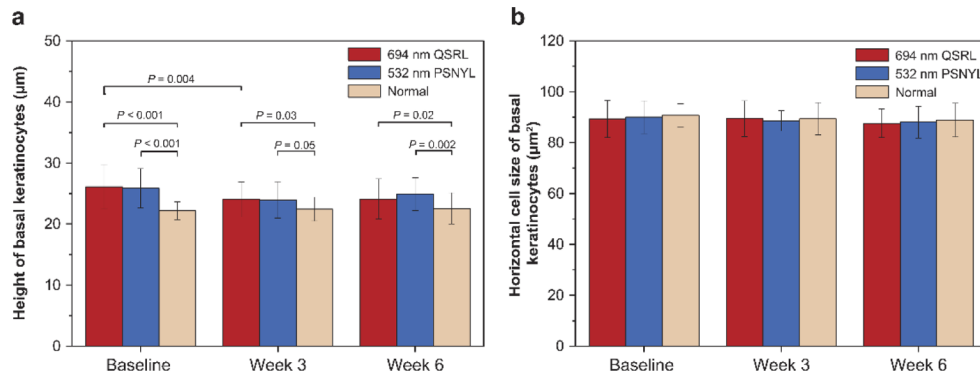 a
Height of basal keratinocytes (µm)
60
50
40
30
20
10
0
694 nm QSRL
532 nm PSNYL
Normal
P = 0.004
P < 0.001
P = 0.03
P = 0.02
P <0.001
P = 0.05
P = 0.002
Baseline
Week 3
Week 6
b
Horizontal cell size of basal
keratinocytes (µm²)
120
100
80
60
40
20
0
694 nm QSRL
532 nm PSNYL
Normal
Baseline
Week 3
Week 6